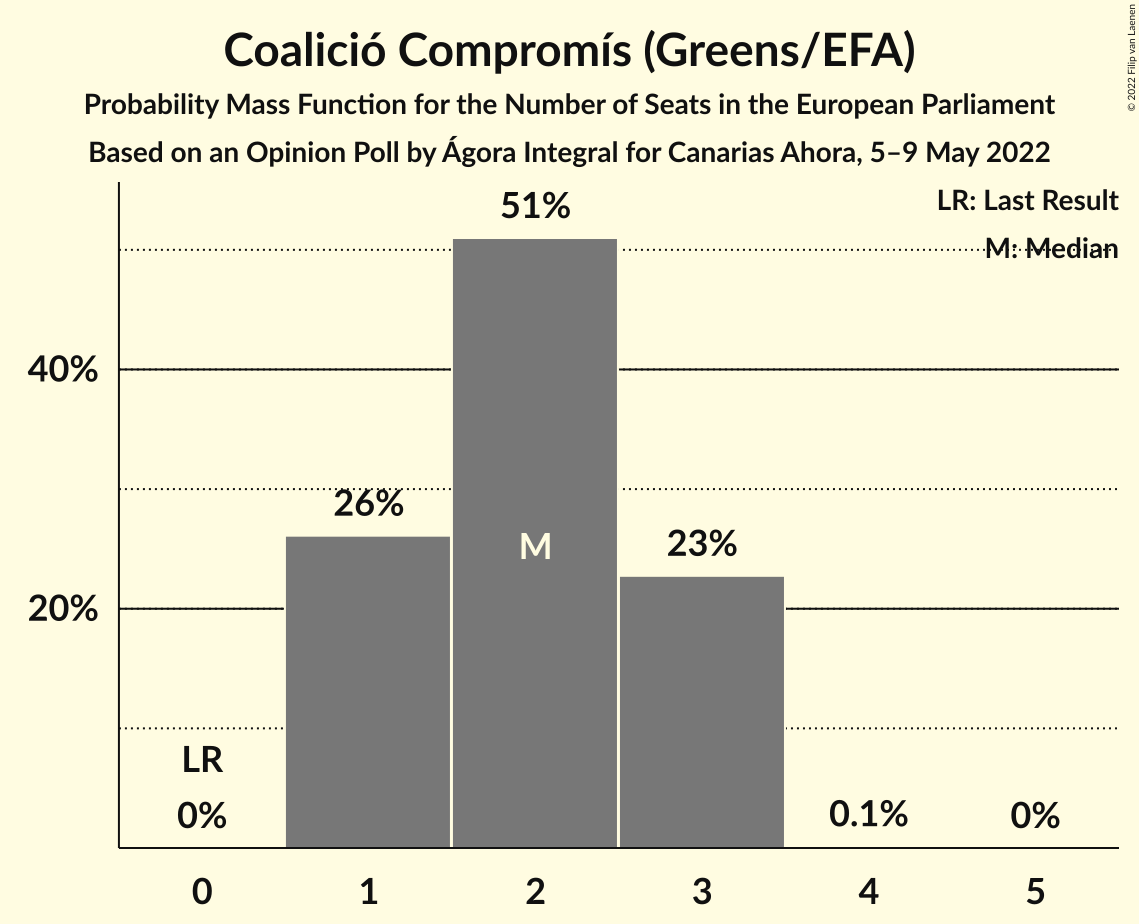 Coalició Compromís (Greens/EFA)
Probability Mass Function for the Number of Seats in the European Parliament
Based on an Opinion Poll by Ágora Integral for Canarias Ahora, 5–9 May 2022
© 2022 Filip van Laenen
LR: Last Result
M: Median
51%
40%
26%
M
23%
20%
LR
0%
0.1%
0%
0 1 2 3 4 5